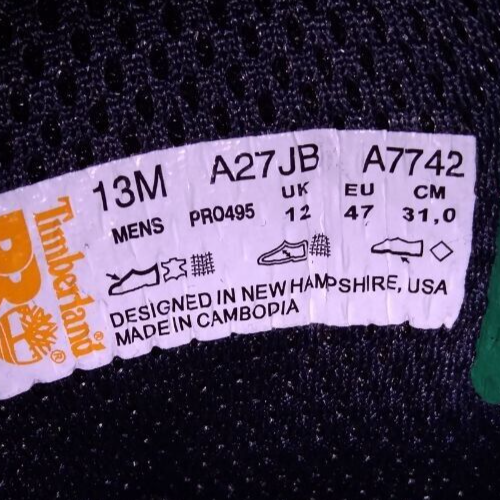 Timberland®
®
13M A27JB A7742
MENS PRO495 UK EU CM
12 47 31,0
DESIGNED IN NEW HAMPSHIRE, USA
MADE IN CAMBODIA